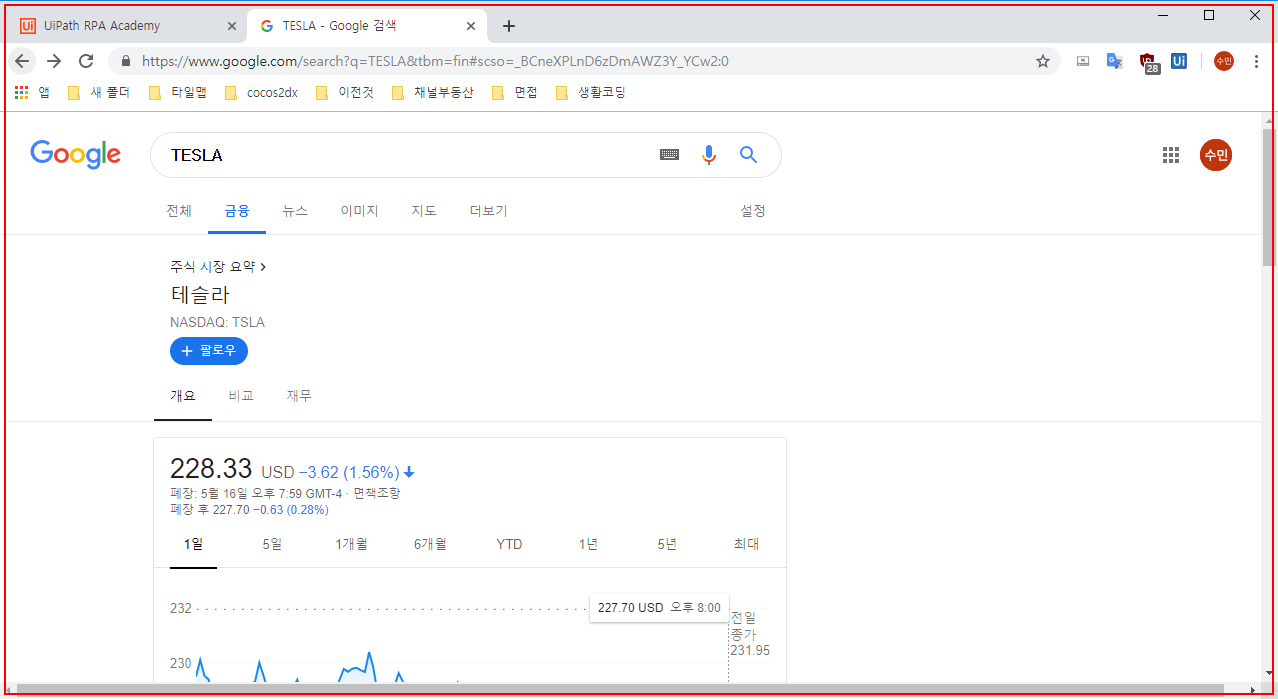 UiPath RPA Academy
TESLA - Google 검색
https://www.google.com/search?q=TESLA&tbm=fin#scso=_BCneXPLnD6zDmAWZ3Y_YCw2:0
28
Ui
수민
앱 새 폴더 타일맵 cocos2dx 이전것 채널부동산 면접 생활코딩
Google
TESLA
수민
전체 금융 뉴스 이미지 지도 더보기 설정
주식 시장 요약 >
테슬라
NASDAQ: TSLA
+ 팔로우
개요 비교 재무
228.33 USD −3.62 (1.56%)
폐장: 5월 16일 오후 7:59 GMT-4 · 면책조항
폐장 후 227.70 −0.63 (0.28%)
1일 5일 1개월 6개월 YTD 1년 5년 최대
232
227.70 USD 오후 8:00
전일
종가
231.95
230